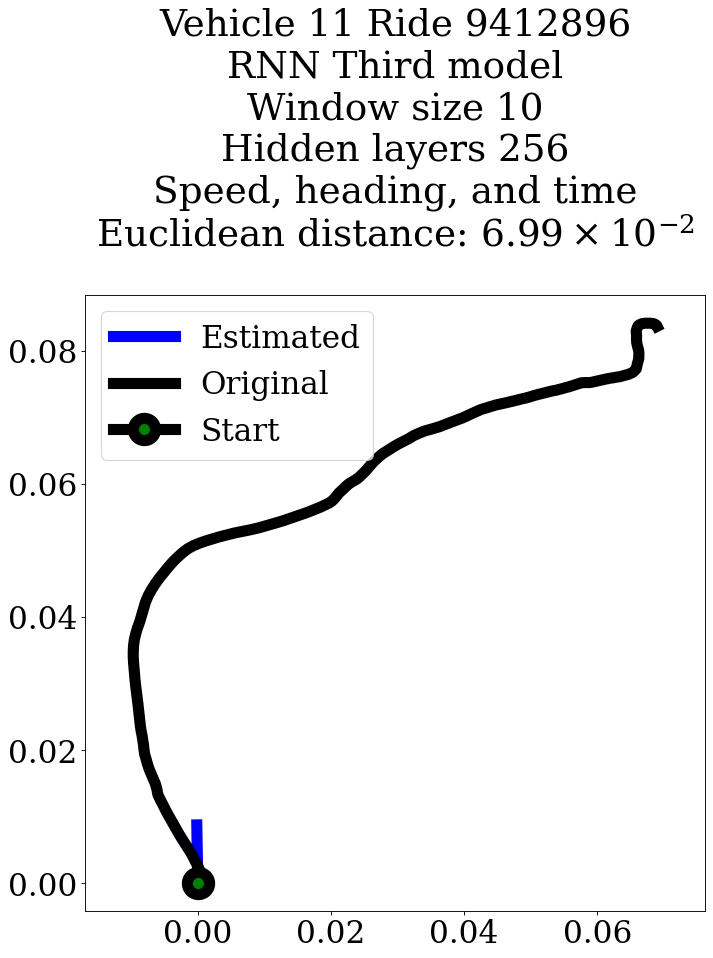 Vehicle 11 Ride 9412896
RNN Third model
Window size 10
Hidden layers 256
Speed, heading, and time
Euclidean distance: 6.99 × 10⁻²
Estimated
Original
Start
0.08
0.06
0.04
0.02
0.00
0.00 0.02 0.04 0.06